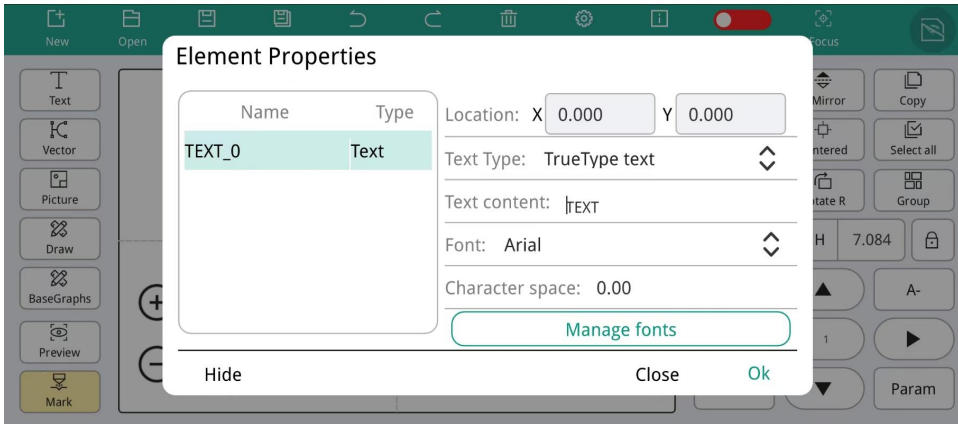 New
Open
Focus
Element Properties
Text
Vector
Picture
Draw
BaseGraphs
Preview
Mark
Name Type
TEXT_0 Text
Location: X 0.000 Y 0.000
Text Type: TrueType text
Text content: TEXT
Font: Arial
Character space: 0.00
Manage fonts
Hide Close Ok
Mirror Copy
ntered Select all
tate R Group
H 7.084
A-
1
Param